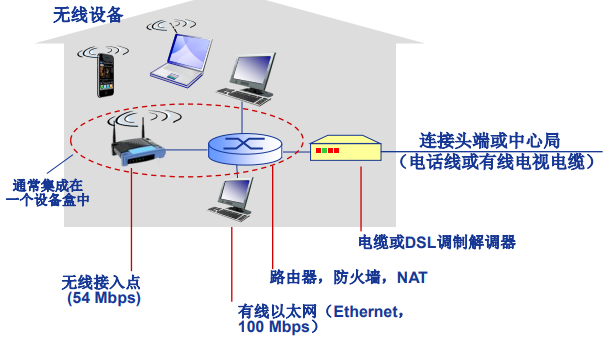 无线设备
连接头端或中心局
（电话线或有线电视电缆）
通常集成在
一个设备盒中
电缆或DSL调制解调器
无线接入点
(54 Mbps)
路由器，防火墙，NAT
有线以太网（Ethernet，
100 Mbps）